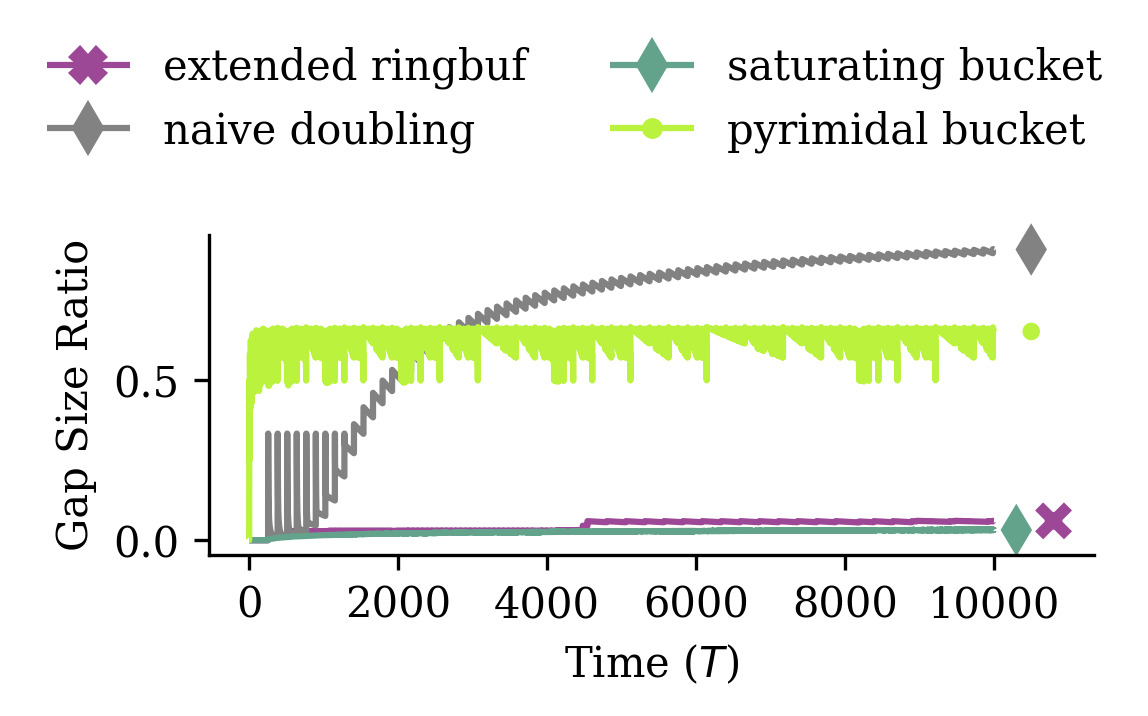 extended ringbuf
naive doubling
saturating bucket
pyrimidal bucket
Gap Size Ratio
0.5
0.0
0 2000 4000 6000 8000 10000
Time (T)